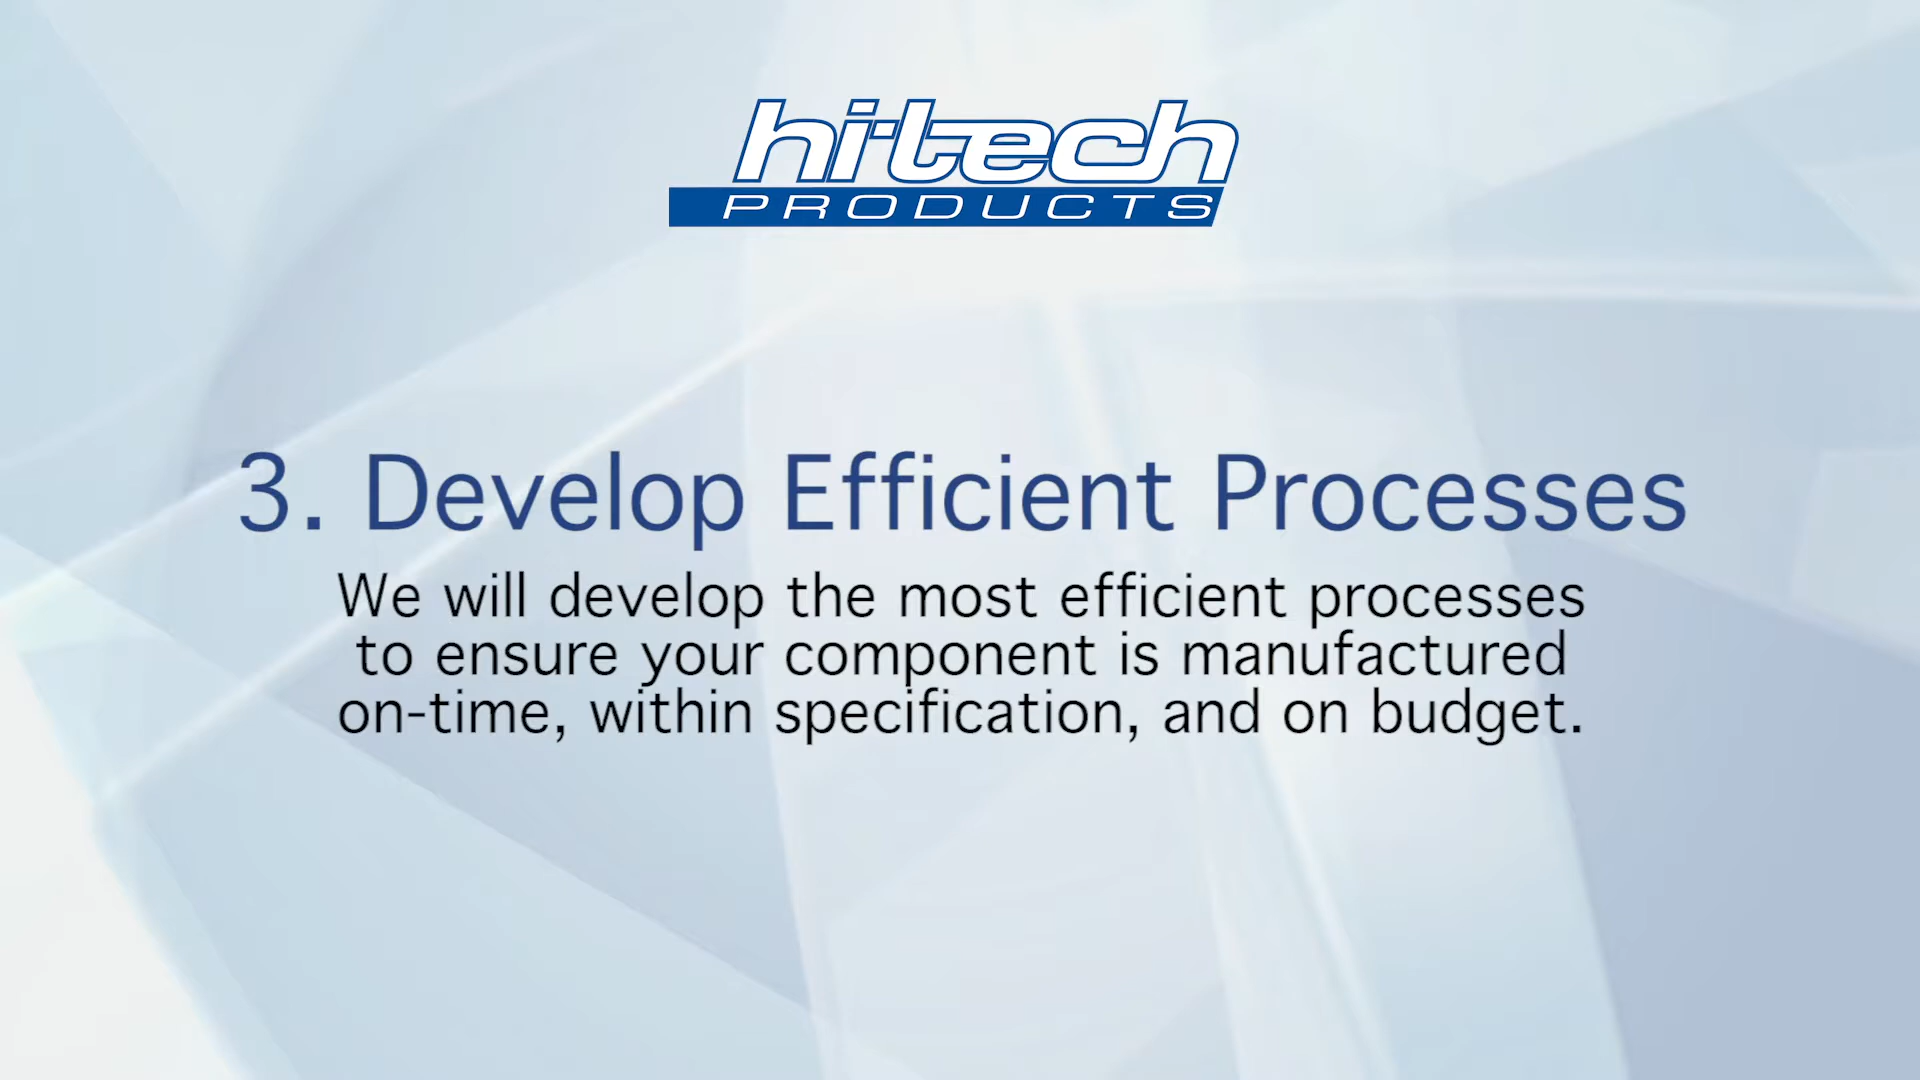 hi-tech
PRODUCTS
3. Develop Efficient Processes
We will develop the most efficient processes
to ensure your component is manufactured
on-time, within specification, and on budget.